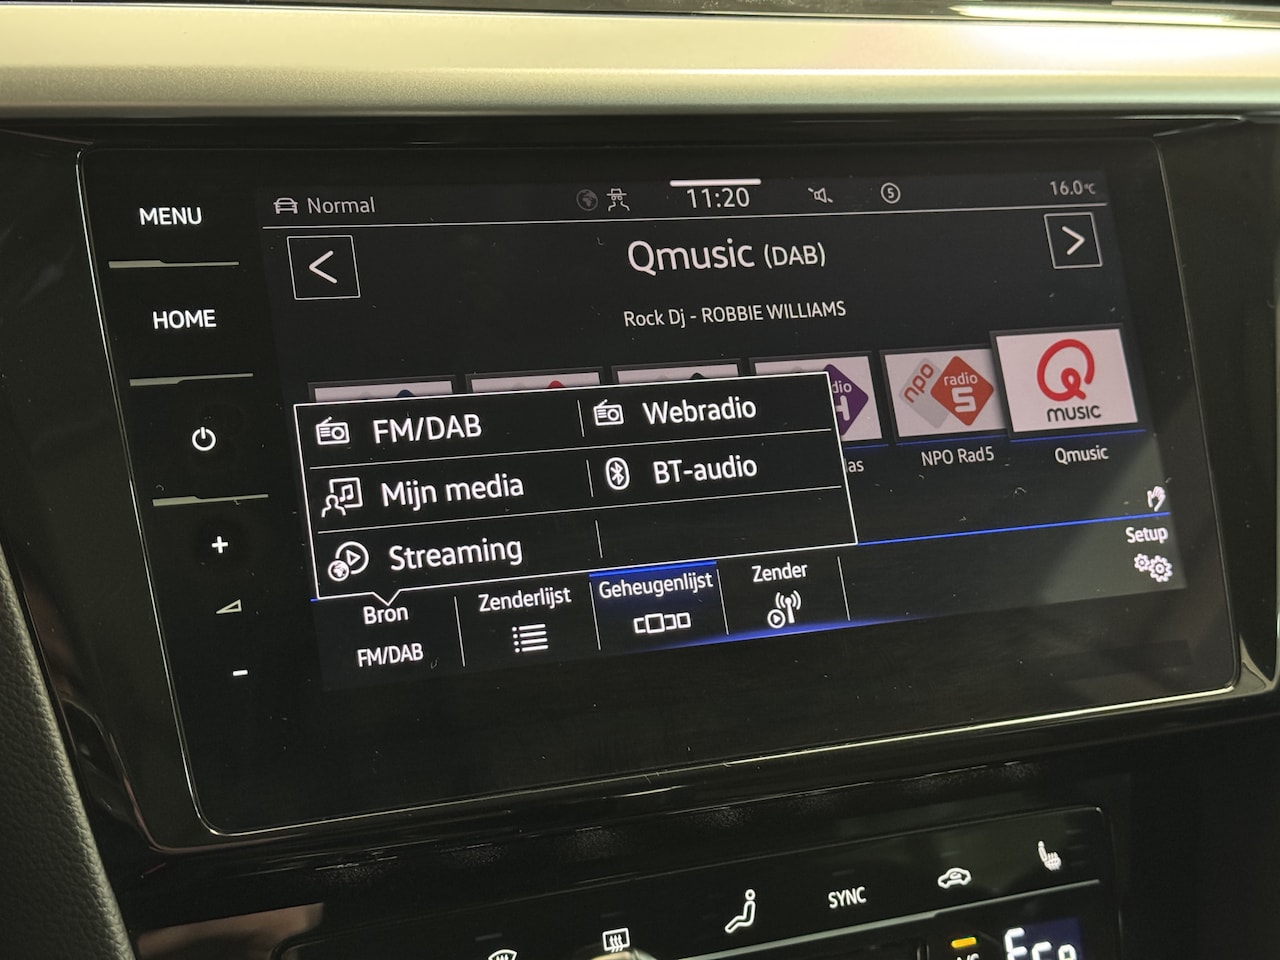 MENU
HOME
+
-
Normal
11:20
5
16.0°C
<
>
Qmusic (DAB)
Rock Dj - ROBBIE WILLIAMS
FM/DAB
Webradio
Mijn media
BT-audio
Streaming
npo
radio
5
Q
MUSIC
NPO Rad5
Qmusic
Setup
Bron
FM/DAB
Zenderlijst
Geheugenlijst
Zender
SYNC